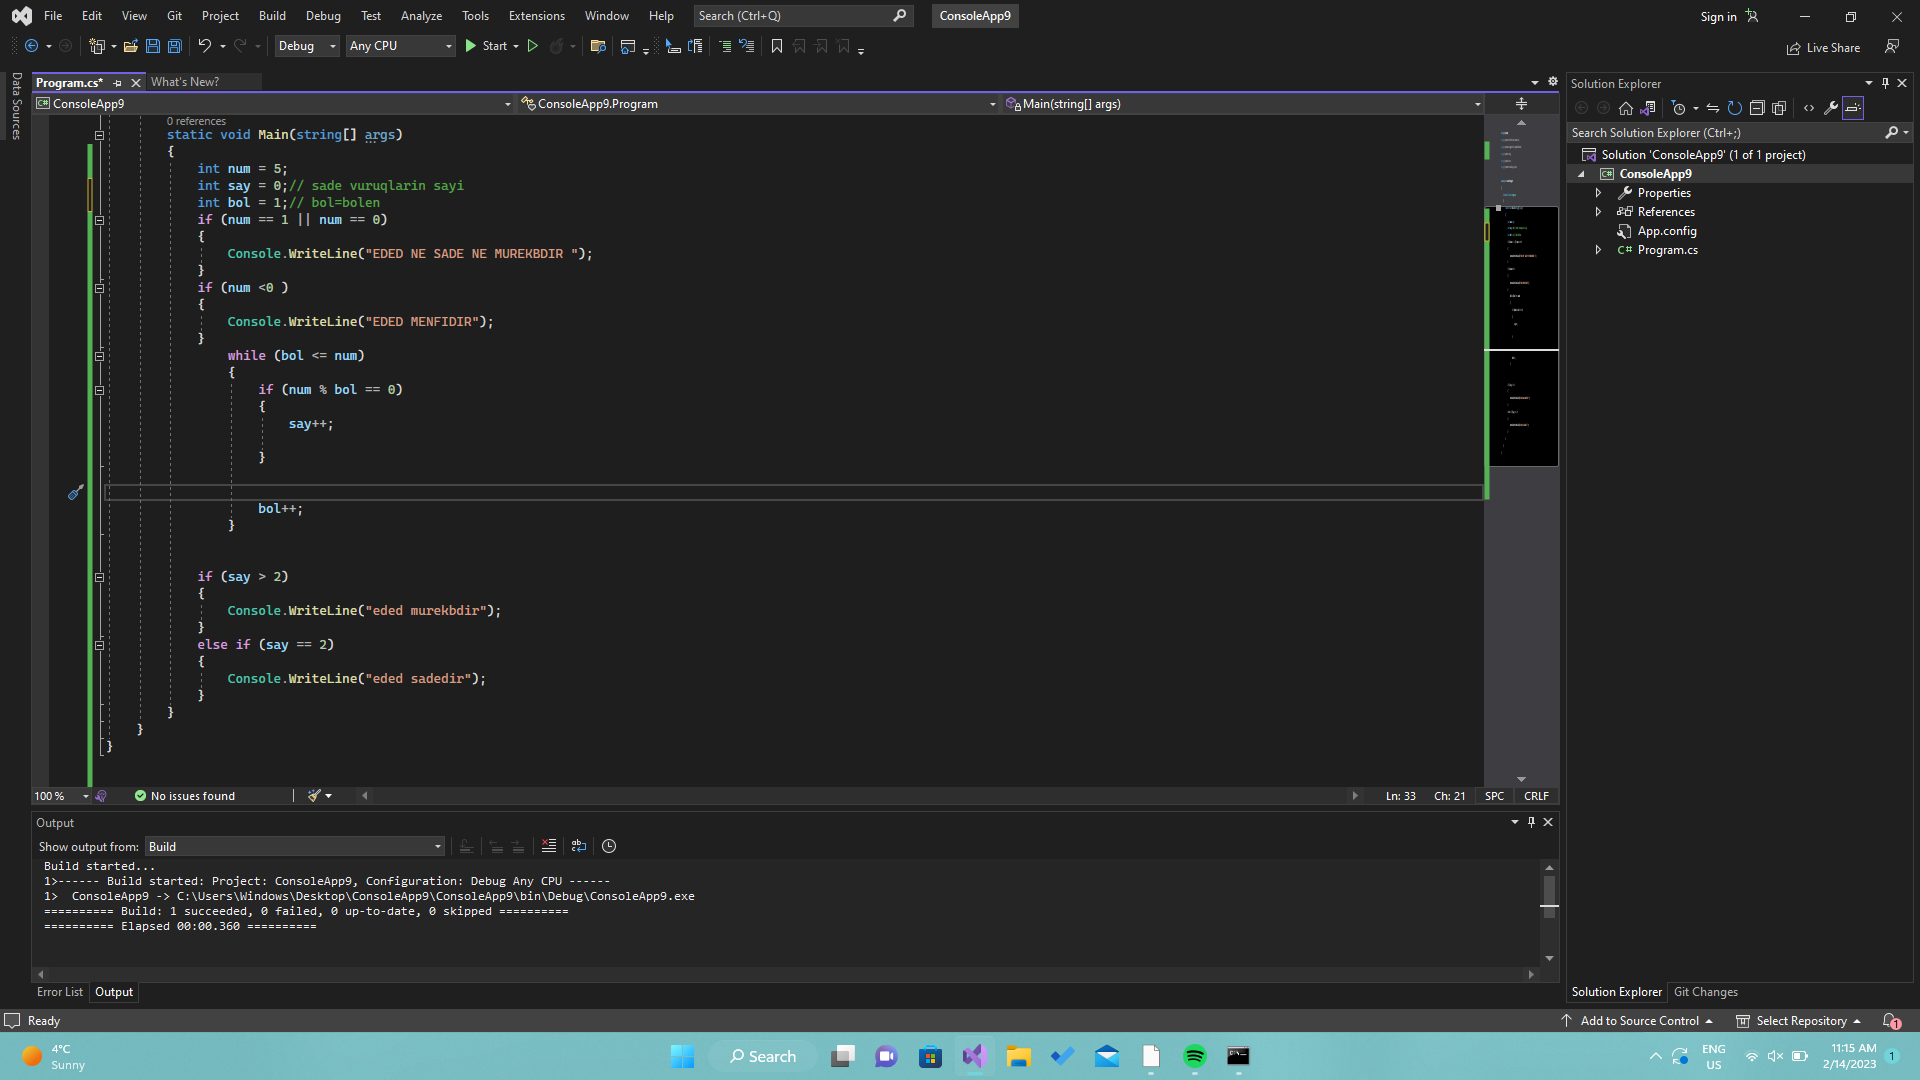 File Edit View Git Project Build Debug Test Analyze Tools Extensions Window Help Search (Ctrl+Q) ConsoleApp9 Sign in
Debug Any CPU Start Live Share
Data Sources
Program.cs* What's New?
ConsoleApp9 ConsoleApp9.Program Main(string[] args)
0 references
static void Main(string[] args)
{
int num = 5;
int say = 0;// sade vuruqlarin sayi
int bol = 1;// bol=bolen
if (num == 1 || num == 0)
{
Console.WriteLine("EDED NE SADE NE MUREKBDIR ");
}
if (num <0 )
{
Console.WriteLine("EDED MENFIDIR");
}
while (bol <= num)
{
if (num % bol == 0)
{
say++;
}
bol++;
}
if (say > 2)
{
Console.WriteLine("eded murekbdir");
}
else if (say == 2)
{
Console.WriteLine("eded sadedir");
}
}
}
}
100 % No issues found Ln: 33 Ch: 21 SPC CRLF
Output
Show output from: Build
Build started...
1>------ Build started: Project: ConsoleApp9, Configuration: Debug Any CPU ------
1>  ConsoleApp9 -> C:\Users\Windows\Desktop\ConsoleApp9\ConsoleApp9\bin\Debug\ConsoleApp9.exe
========== Build: 1 succeeded, 0 failed, 0 up-to-date, 0 skipped ==========
========== Elapsed 00:00.360 ==========
Error List Output
Solution Explorer
Search Solution Explorer (Ctrl+;)
Solution 'ConsoleApp9' (1 of 1 project)
C# ConsoleApp9
Properties
References
App.config
C# Program.cs
Solution Explorer Git Changes
Ready Add to Source Control Select Repository 1
4°C
Sunny
Search
ENG
US
11:15 AM
2/14/2023
1